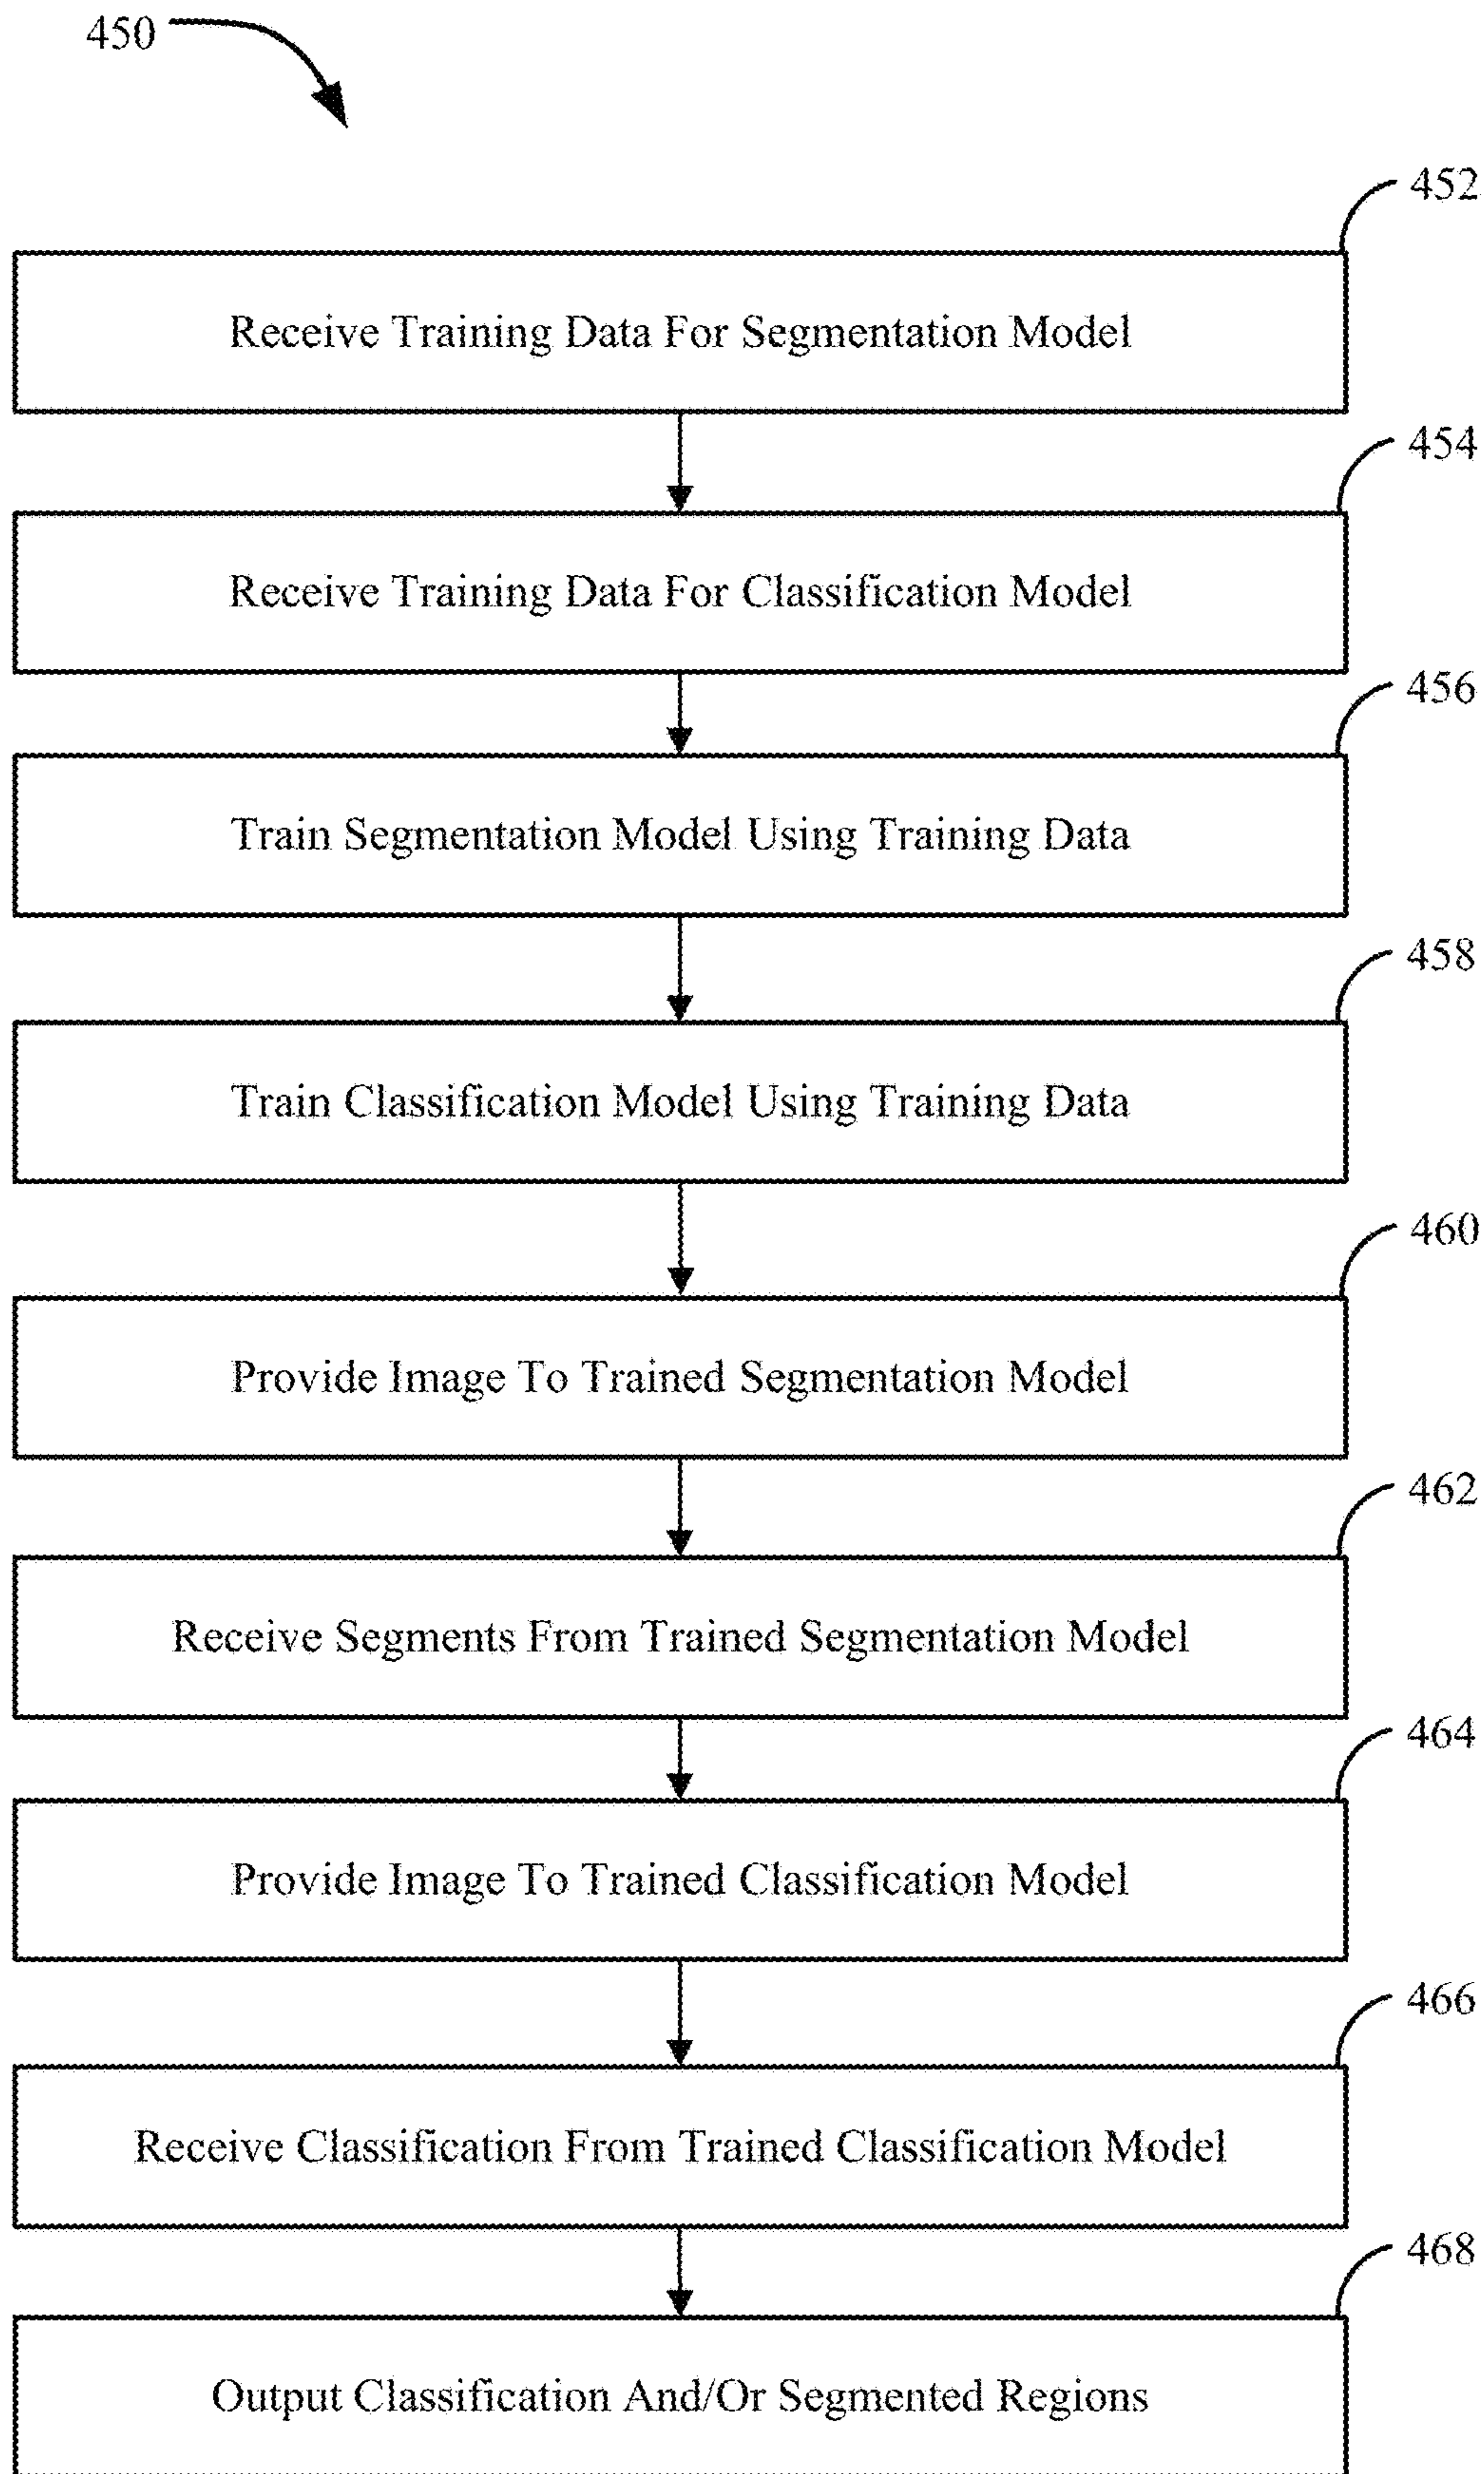 450
452
Receive Training Data For Segmentation Model
454
Receive Training Data For Classification Model
456
Train Segmentation Model Using Training Data
458
Train Classification Model Using Training Data
460
Provide Image To Trained Segmentation Model
462
Receive Segments From Trained Segmentation Model
464
Provide Image To Trained Classification Model
466
Receive Classification From Trained Classification Model
468
Output Classification And/Or Segmented Regions